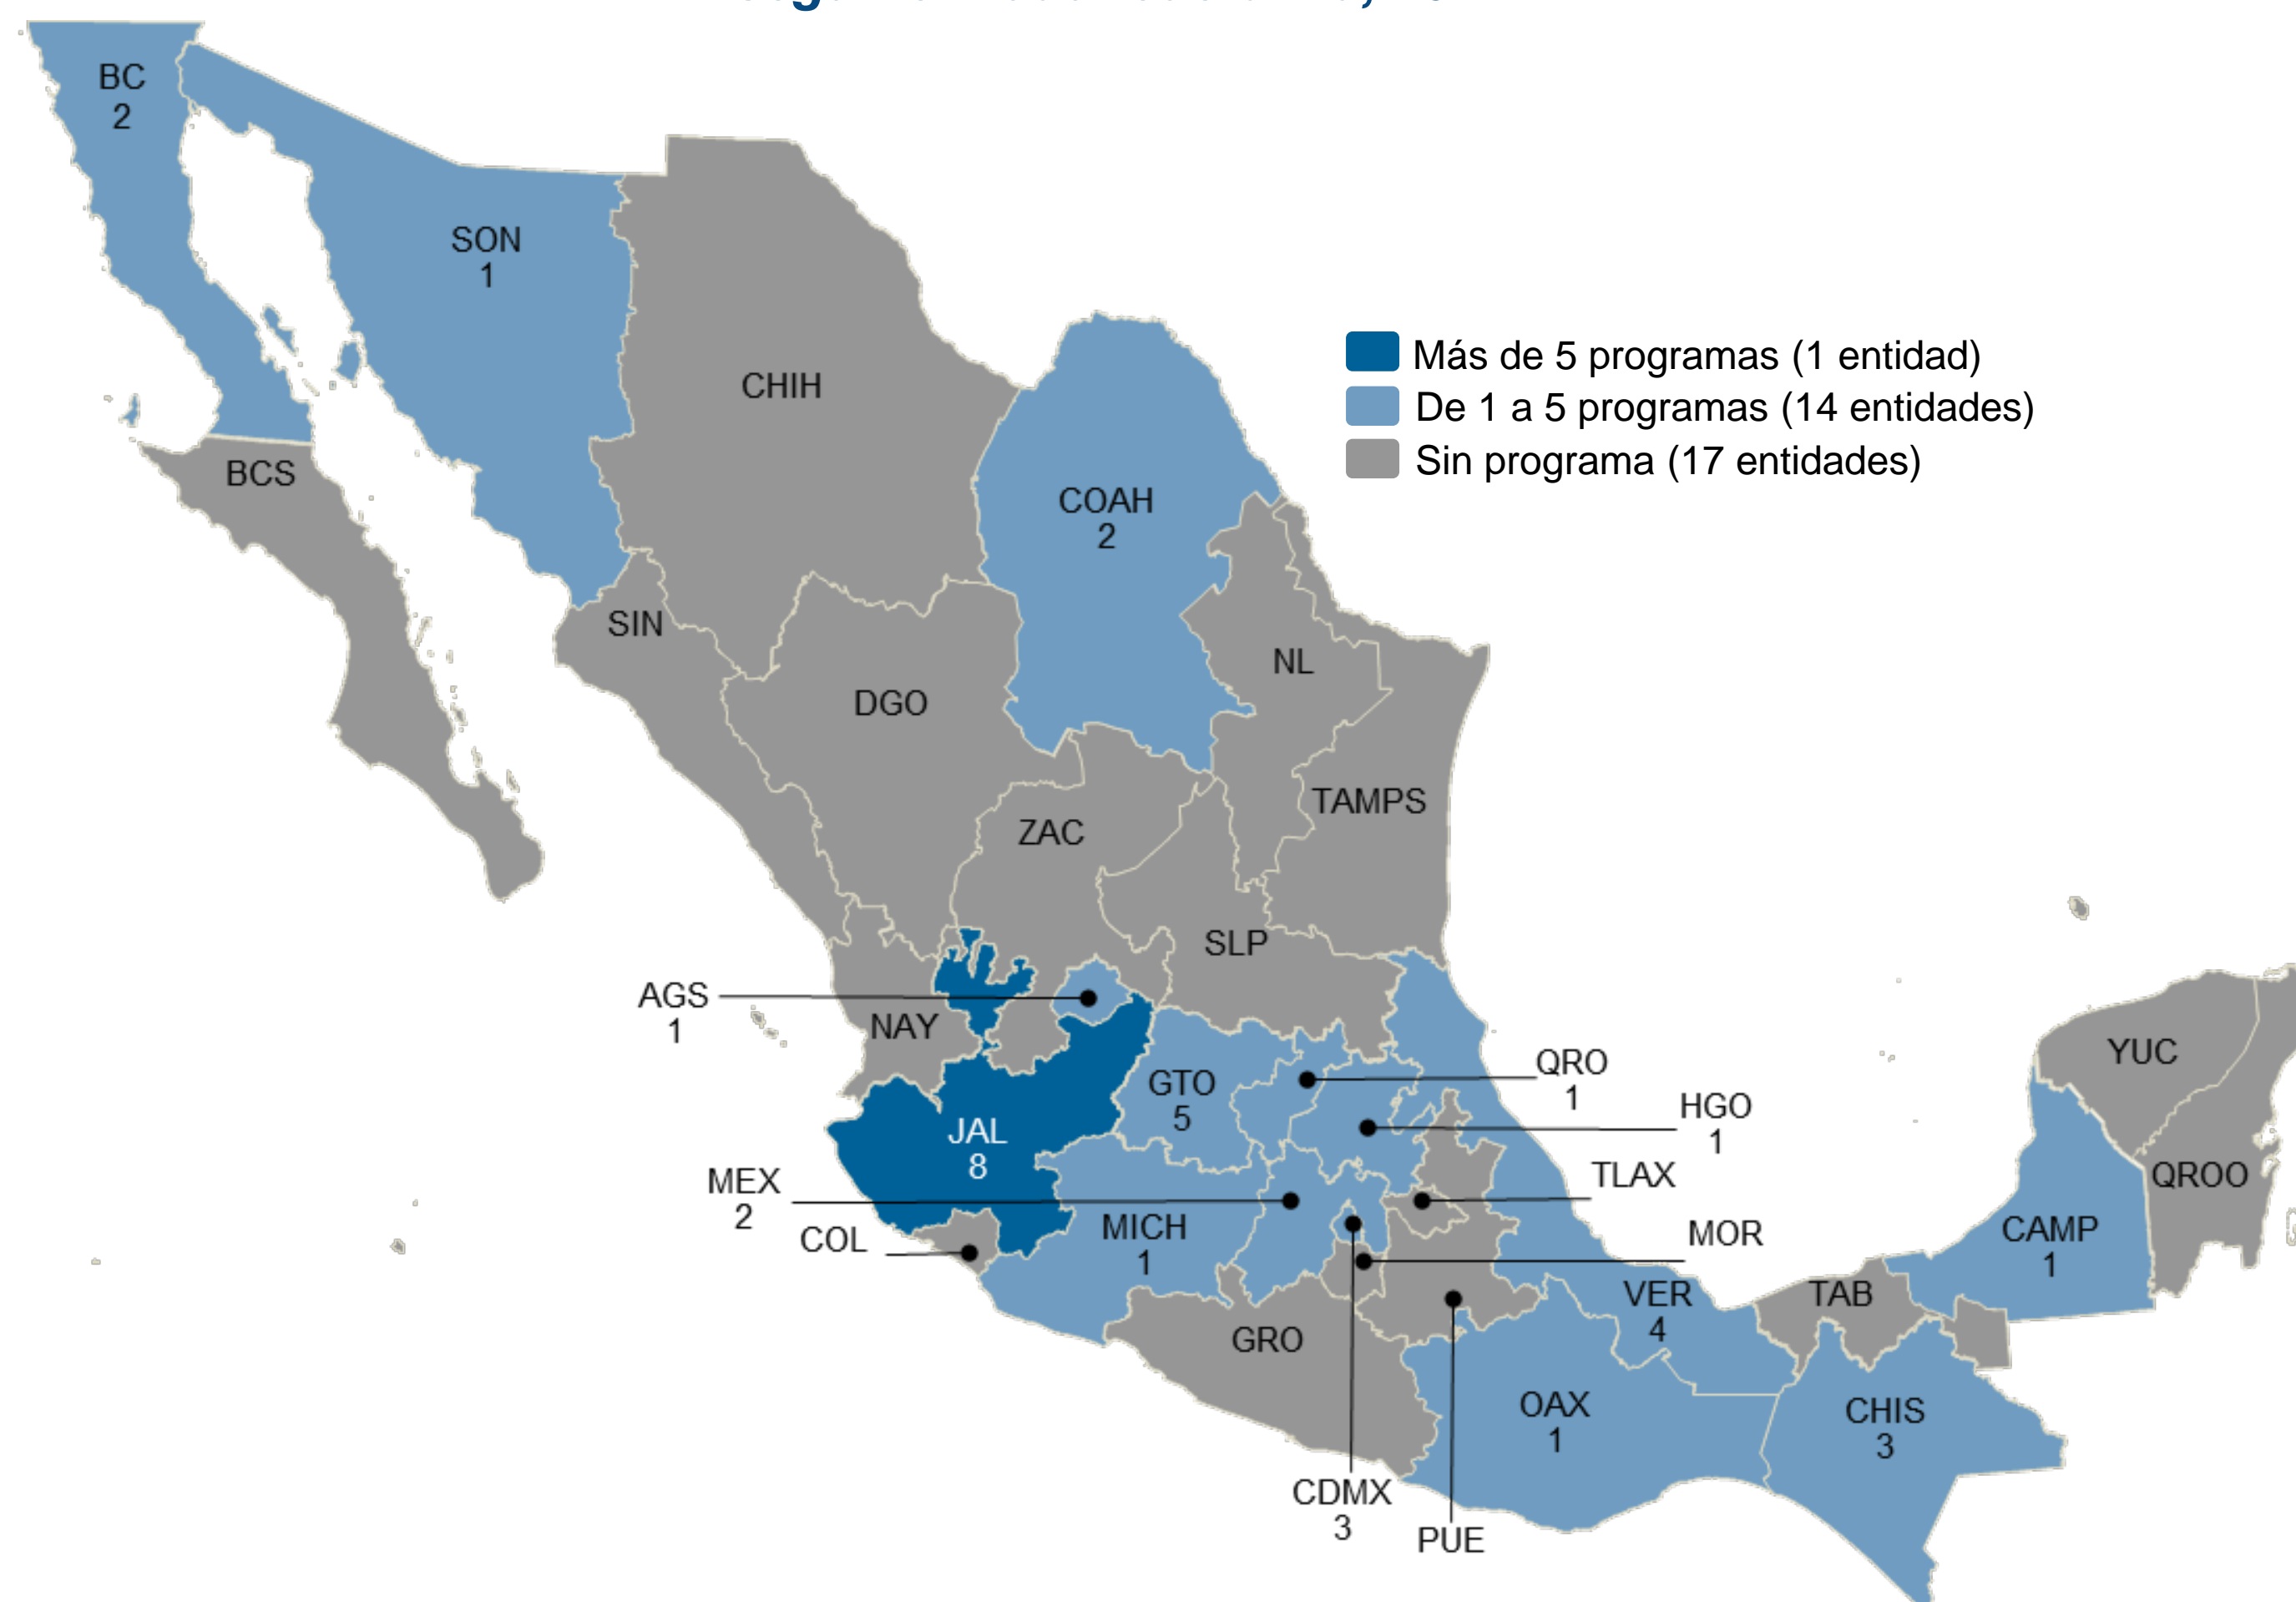 BC
2
SON
1
CHIH
Más de 5 programas (1 entidad)
De 1 a 5 programas (14 entidades)
Sin programa (17 entidades)
BCS
COAH
2
SIN
NL
DGO
TAMPS
ZAC
SLP
AGS
1
NAY
QRO
1
YUC
GTO
5
HGO
1
JAL
8
TLAX
QROO
MEX
2
MICH
1
MOR
CAMP
1
COL
VER
4
TAB
GRO
OAX
1
CHIS
3
CDMX
3
PUE